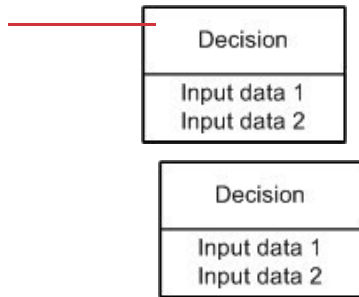 Decision
Input data 1
Input data 2
Decision
Input data 1
Input data 2